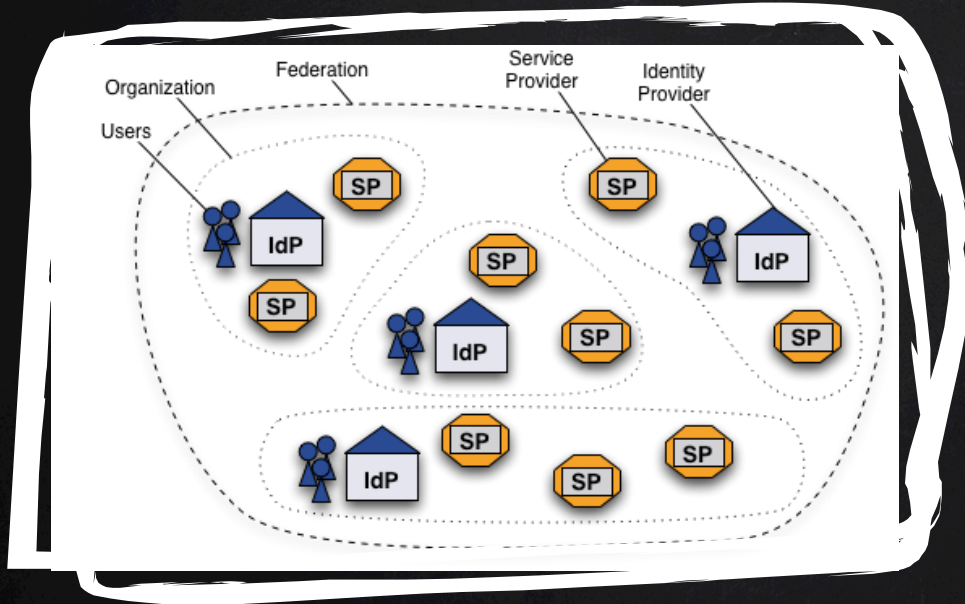 Organization
Federation
Service
Provider
Identity
Provider
Users
SP
SP
IdP
IdP
SP
SP
SP
SP
IdP
SP
SP
SP
IdP
SP